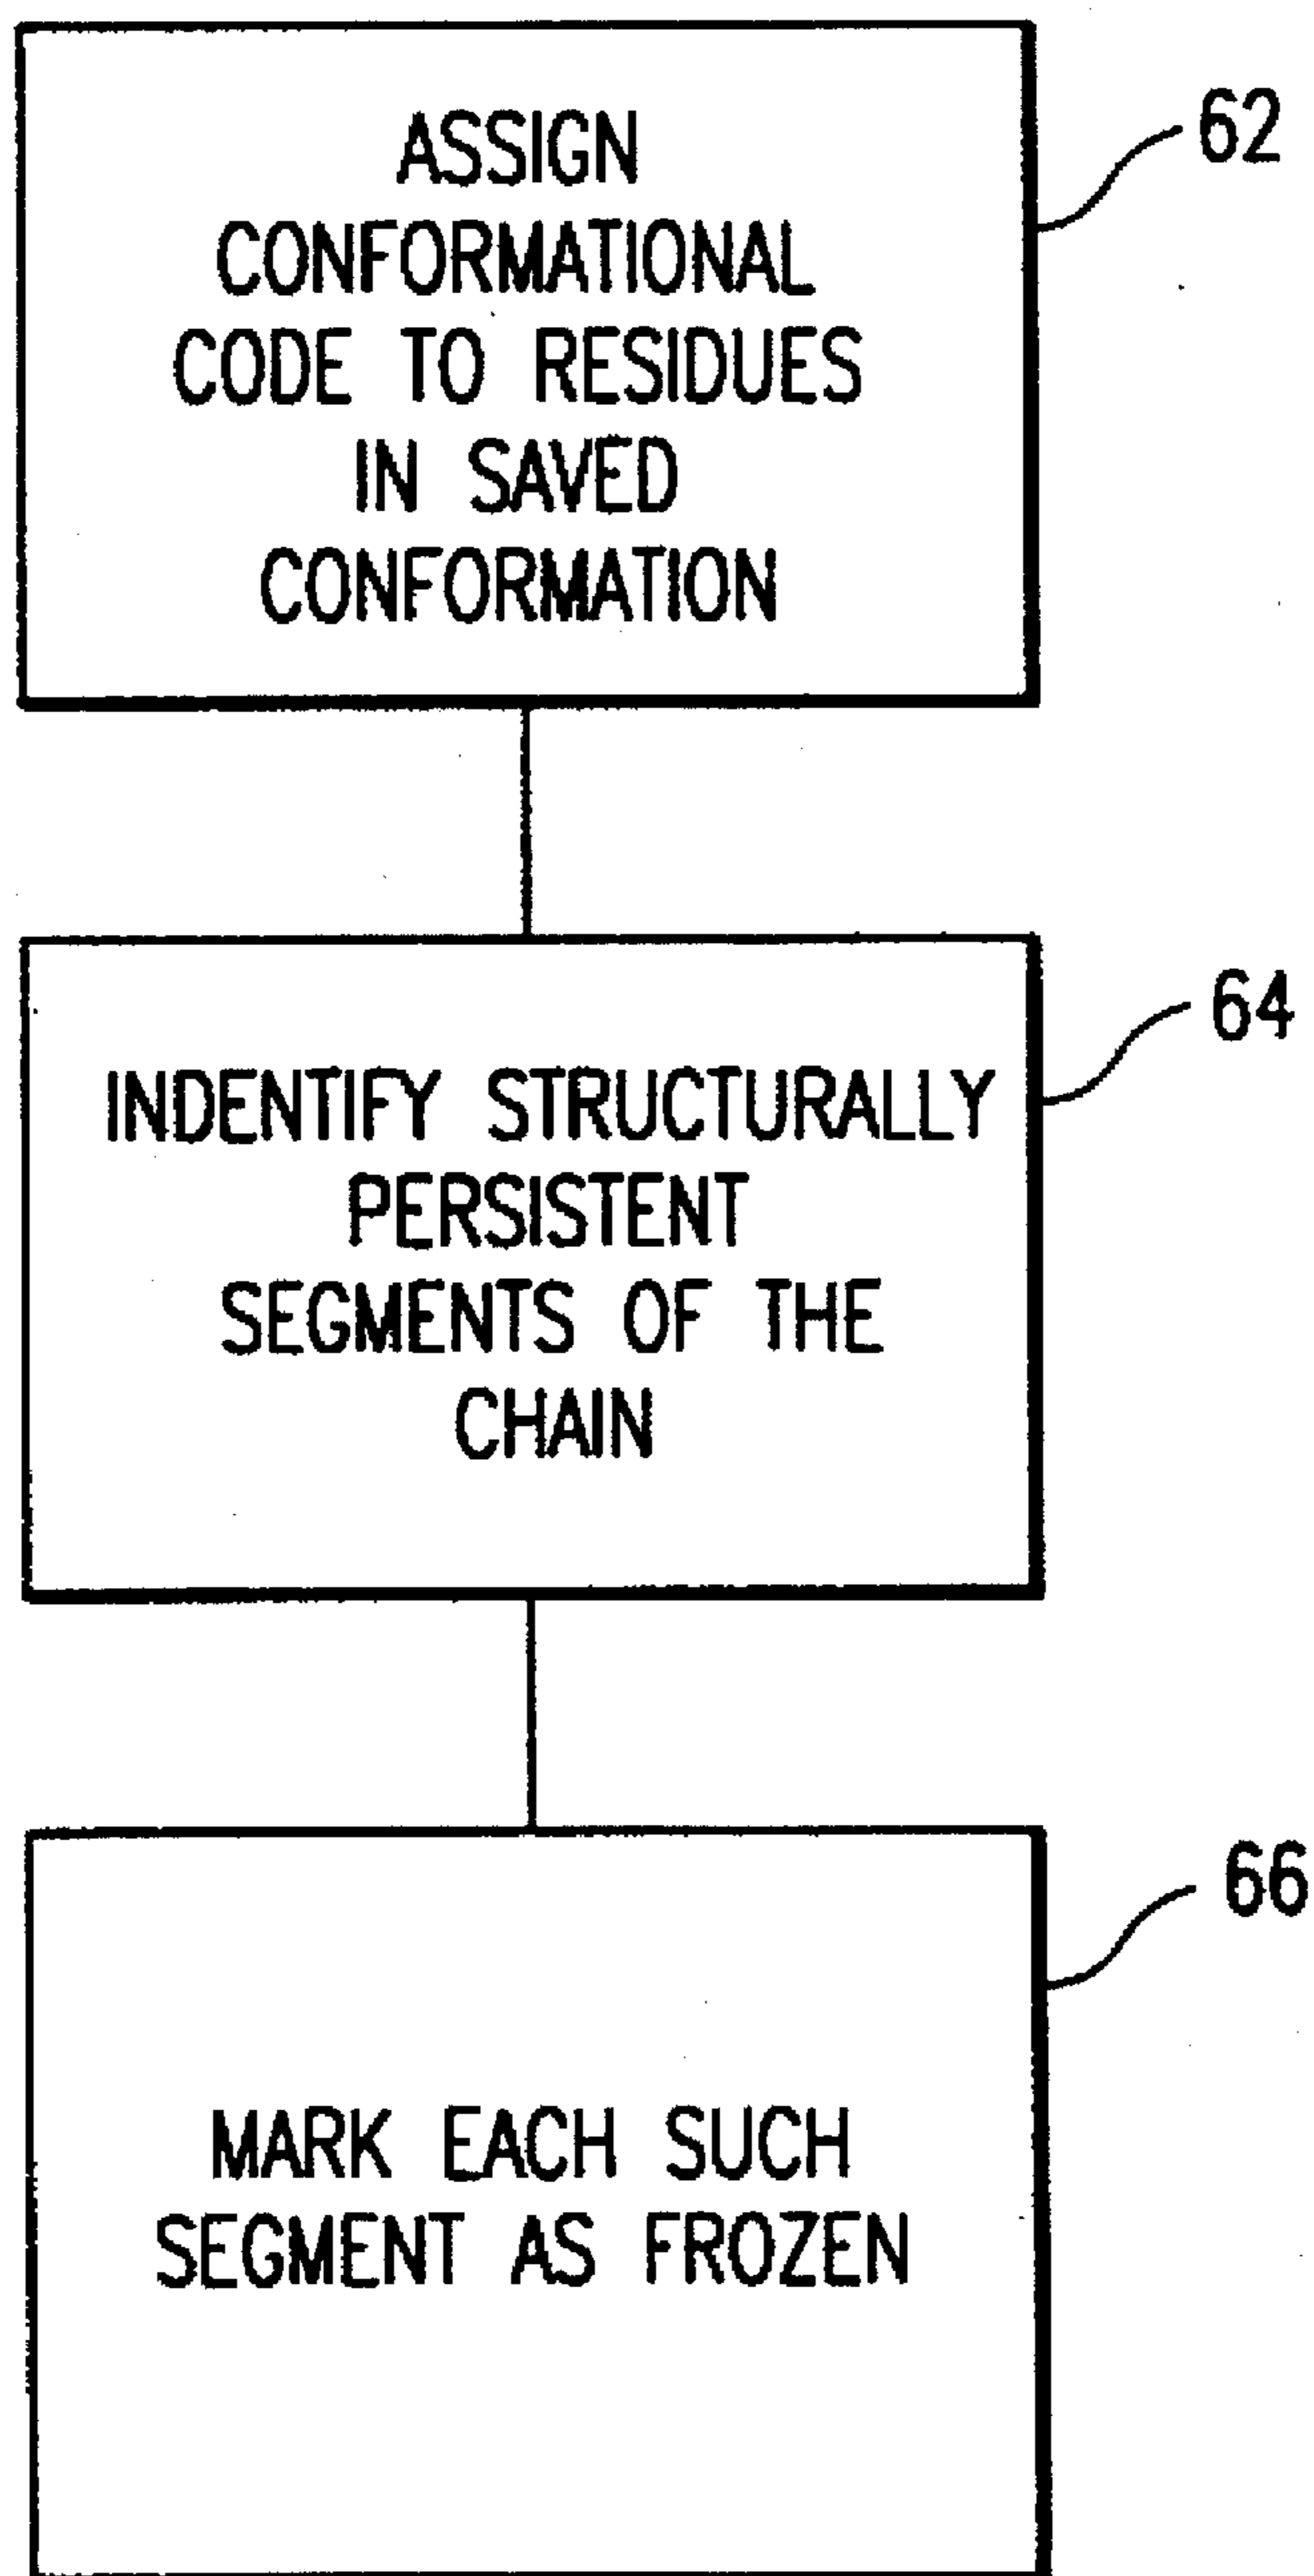 ASSIGN
CONFORMATIONAL
CODE TO RESIDUES
IN SAVED
CONFORMATION
62
INDENTIFY STRUCTURALLY
PERSISTENT
SEGMENTS OF THE
CHAIN
64
MARK EACH SUCH
SEGMENT AS FROZEN
66